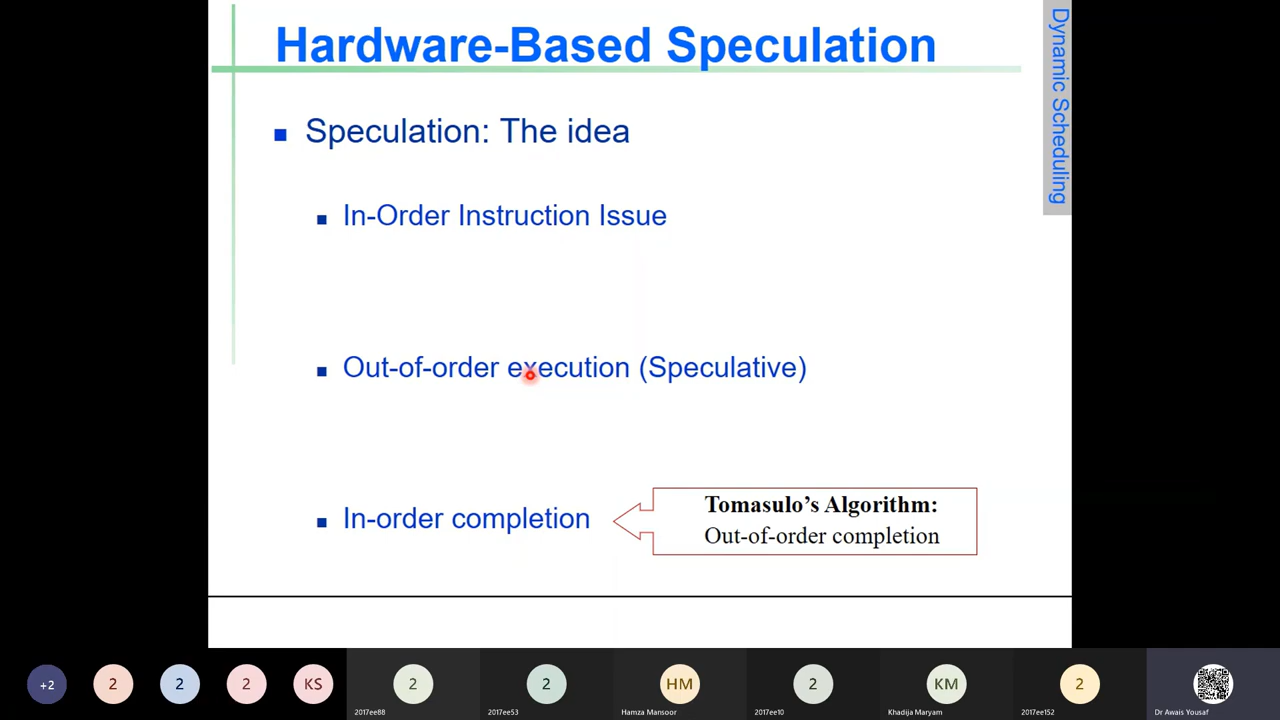 Hardware-Based Speculation
Dynamic Scheduling
Speculation: The idea
In-Order Instruction Issue
Out-of-order execution (Speculative)
In-order completion
Tomasulo's Algorithm:
Out-of-order completion
+2
2
2
2
KS
2
2
HM
2
KM
2
2017ee88
2017ee53
Hamza Mansoor
2017ee10
Khadija Maryam
2017ee152
Dr Awais Yousaf